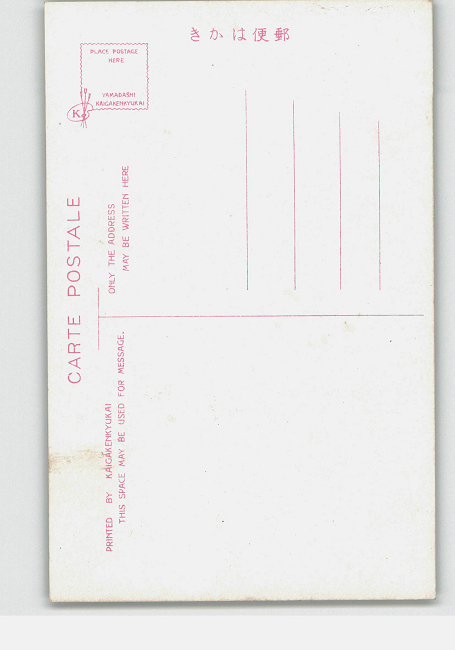 郵便はかき
PLACE POSTAGE
HERE
YAMADASHI
KAIGAKENKYUKAI
K
CARTE POSTALE
ONLY THE ADDRESS
MAY BE WRITTEN HERE
PRINTED BY KAIGAKENKYUKAI
THIS SPACE MAY BE USED FOR MESSAGE.